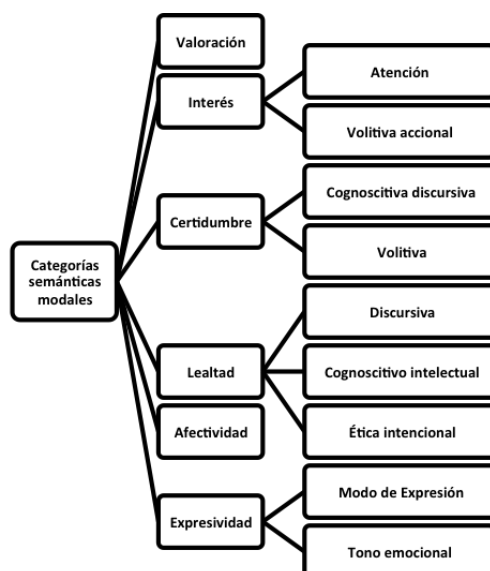 Categorías
semánticas
modales
Valoración
Interés
Atención
Volitiva accional
Certidumbre
Cognoscitiva discursiva
Volitiva
Lealtad
Discursiva
Cognoscitivo intelectual
Ética intencional
Afectividad
Expresividad
Modo de Expresión
Tono emocional